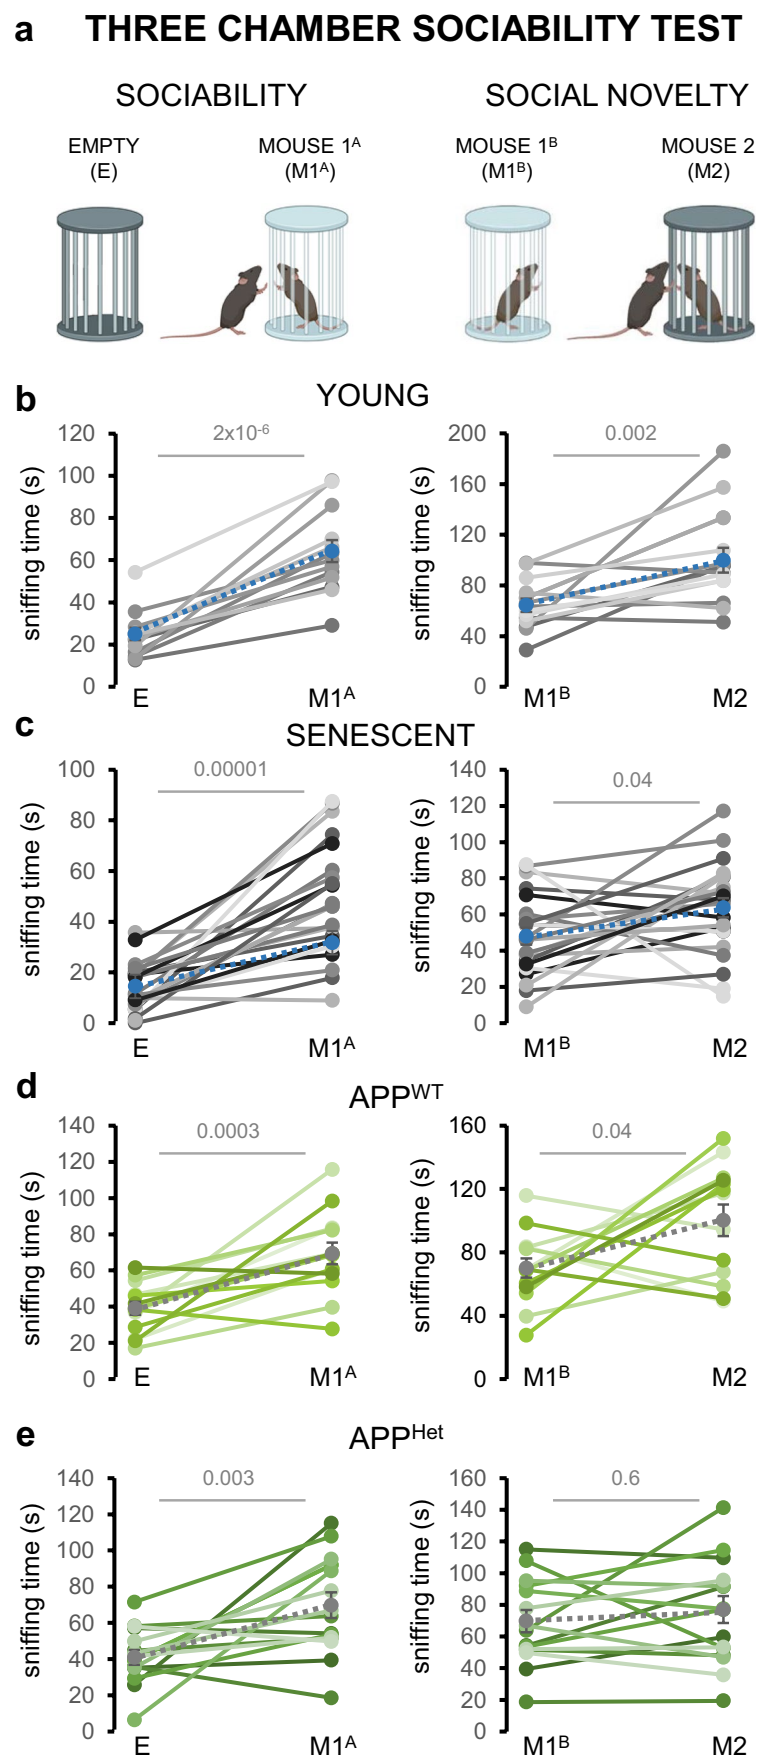 a THREE CHAMBER SOCIABILITY TEST
SOCIABILITY SOCIAL NOVELTY
EMPTY MOUSE 1ᴬ MOUSE 1ᴮ MOUSE 2
(E) (M1ᴬ) (M1ᴮ) (M2)
b YOUNG
sniffing time (s)
120
100
80
60
40
20
0
2x10⁻⁶
E M1ᴬ
sniffing time (s)
200
160
120
80
40
0
0.002
M1ᴮ M2
c SENESCENT
sniffing time (s)
100
80
60
40
20
0
0.00001
E M1ᴬ
sniffing time (s)
140
120
100
80
60
40
20
0
0.04
M1ᴮ M2
d APPᵂᵀ
sniffing time (s)
140
120
100
80
60
40
20
0
0.0003
E M1ᴬ
sniffing time (s)
160
120
80
40
0
0.04
M1ᴮ M2
e APPᴴᵉᵗ
sniffing time (s)
140
120
100
80
60
40
20
0
0.003
E M1ᴬ
sniffing time (s)
160
140
120
100
80
60
40
20
0
0.6
M1ᴮ M2